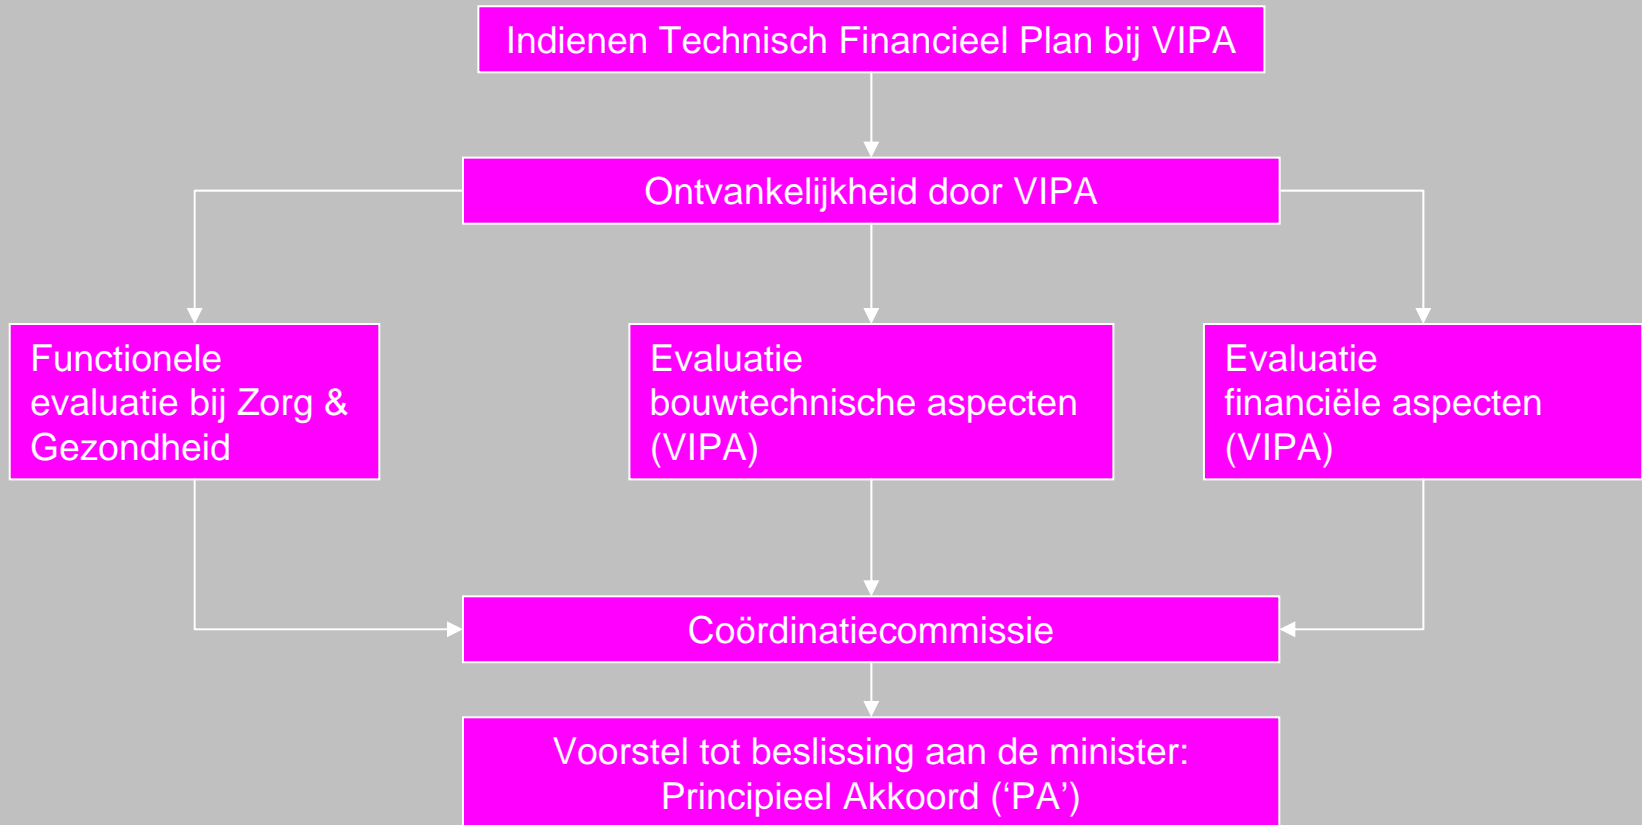 Indienen Technisch Financieel Plan bij VIPA
Ontvankelijkheid door VIPA
Functionele
evaluatie bij Zorg &
Gezondheid
Evaluatie
bouwtechnische aspecten
(VIPA)
Evaluatie
financiële aspecten
(VIPA)
Coördinatiecommissie
Voorstel tot beslissing aan de minister:
Principieel Akkoord (‘PA’)